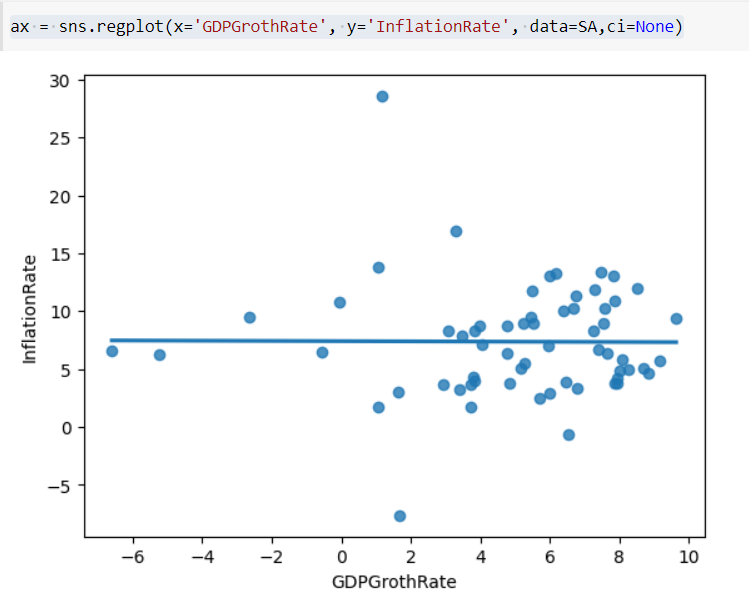 ax = sns.regplot(x='GDPGrothRate', y='InflationRate', data=SA,ci=None)
30
25
20
15
10
5
0
−5
InflationRate
−6 −4 −2 0 2 4 6 8 10
GDPGrothRate